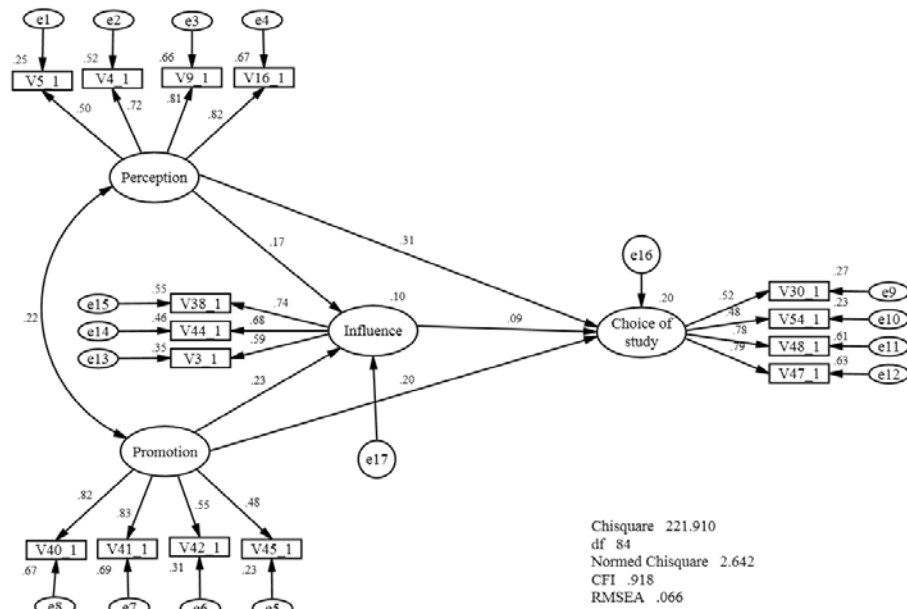 e1 e2 e3 e4
.25 .52 .66 .67
V5_1 V4_1 V9_1 V16_1
.50 .72 .81 .82
Perception
.31
.17
e16
.22
e15 .55 V38_1 .74
.10
.20
.52 V30_1 .27 e9
e14 .46 V44_1 .68
Influence
.09
Choice of
study
.48 V54_1 .23 e10
e13 .35 V3_1 .59
.78 V48_1 .61 e11
.79 V47_1 .63 e12
.23
.20
Promotion
e17
.82 .83 .55 .48
V40_1 V41_1 V42_1 V45_1
.67 .69 .31 .23
e8 e7 e6 e5
Chisquare 221.910
df 84
Normed Chisquare 2.642
CFI .918
RMSEA .066